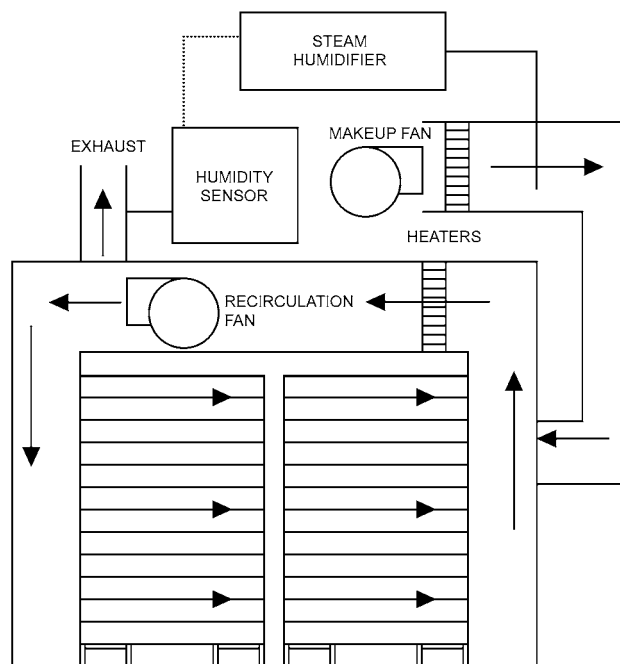 STEAM
HUMIDIFIER
MAKEUP FAN
EXHAUST
HUMIDITY
SENSOR
HEATERS
RECIRCULATION
FAN